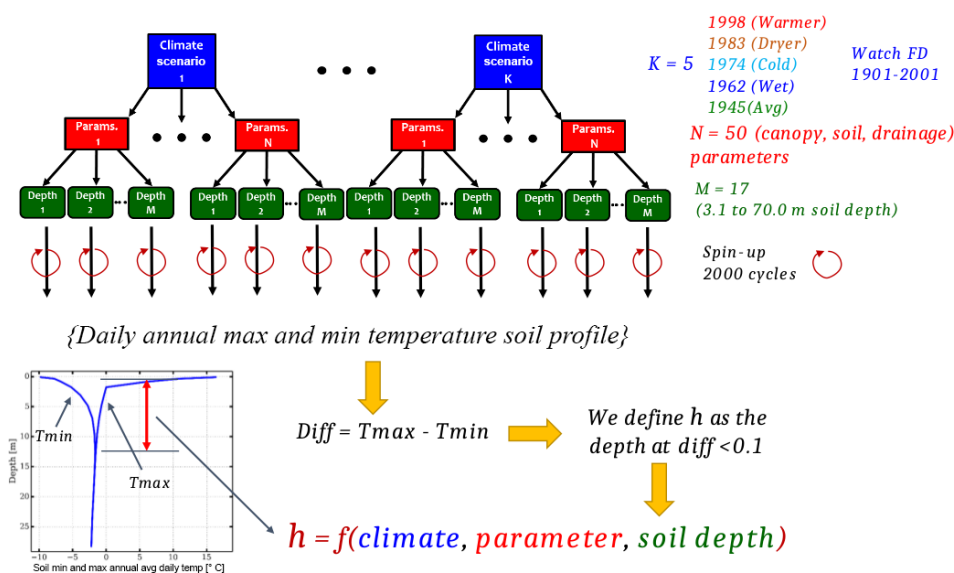 Climate
scenario
1
• • •
Climate
scenario
K
K = 5
1998 (Warmer)
1983 (Dryer)
1974 (Cold)
1962 (Wet)
1945(Avg)
Watch FD
1901-2001
Params.
1
• • •
Params.
N
Params.
1
• • •
Params.
N
N = 50 (canopy, soil, drainage)
parameters
Depth
1
Depth
2
...
Depth
M
Depth
1
Depth
2
...
Depth
M
Depth
1
Depth
2
...
Depth
M
Depth
1
Depth
2
...
Depth
M
M = 17
(3.1 to 70.0 m soil depth)
Spin-up
2000 cycles
{Daily annual max and min temperature soil profile}
Diff = Tmax - Tmin
We define h as the
depth at diff <0.1
h = f(climate, parameter, soil depth)
Depth [m]
0
5
10
15
20
25
Tmin
Tmax
−10 −5 0 5 10 15
Soil min and max annual avg daily temp [° C]